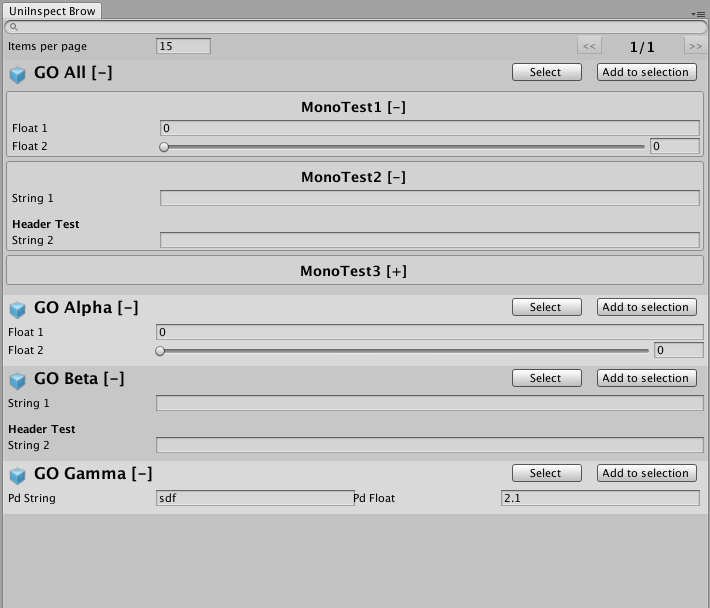 UniInspect Brow
Items per page 15 << 1/1 >>
GO All [-] Select Add to selection
MonoTest1 [-]
Float 1 0
Float 2 0
MonoTest2 [-]
String 1
Header Test
String 2
MonoTest3 [+]
GO Alpha [-] Select Add to selection
Float 1 0
Float 2 0
GO Beta [-] Select Add to selection
String 1
Header Test
String 2
GO Gamma [-] Select Add to selection
Pd String sdf Pd Float 2.1